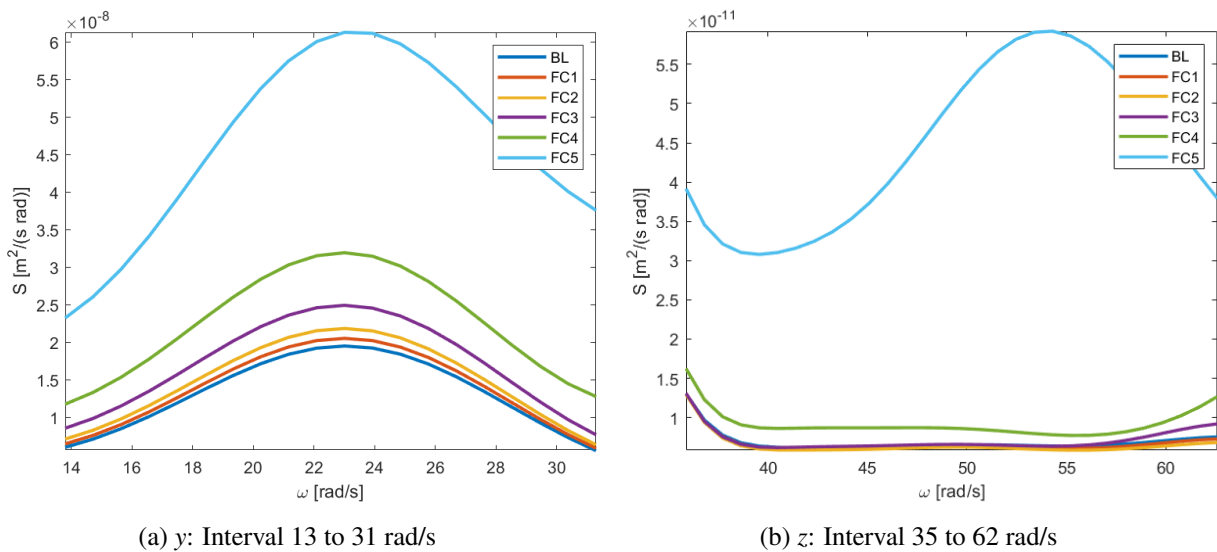 ×10⁻⁸
6
5.5
5
4.5
4
3.5
3
2.5
2
1.5
1
S [m²/(s rad)]
14 16 18 20 22 24 26 28 30
ω [rad/s]
BL
FC1
FC2
FC3
FC4
FC5
(a) y: Interval 13 to 31 rad/s
×10⁻¹¹
5.5
5
4.5
4
3.5
3
2.5
2
1.5
1
S [m²/(s rad)]
40 45 50 55 60
ω [rad/s]
BL
FC1
FC2
FC3
FC4
FC5
(b) z: Interval 35 to 62 rad/s